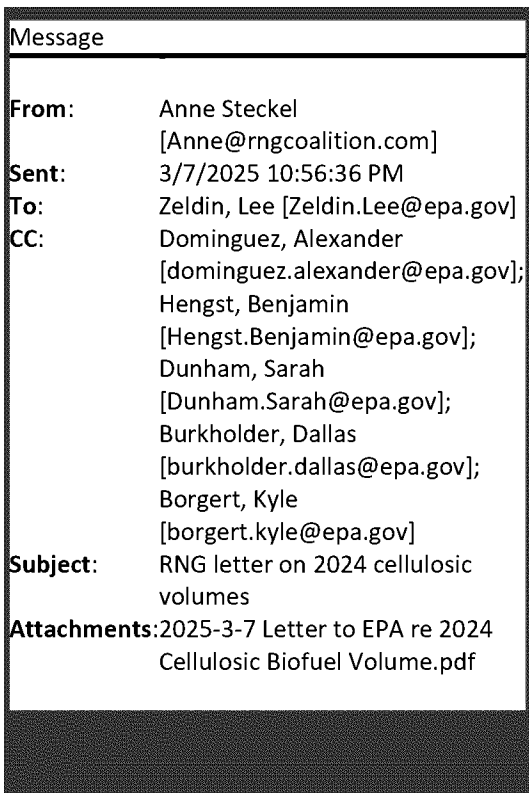 Message
From: Anne Steckel
[Anne@rngcoalition.com]
Sent: 3/7/2025 10:56:36 PM
To: Zeldin, Lee [Zeldin.Lee@epa.gov]
CC: Dominguez, Alexander
[dominguez.alexander@epa.gov];
Hengst, Benjamin
[Hengst.Benjamin@epa.gov];
Dunham, Sarah
[Dunham.Sarah@epa.gov];
Burkholder, Dallas
[burkholder.dallas@epa.gov];
Borgert, Kyle
[borgert.kyle@epa.gov]
Subject: RNG letter on 2024 cellulosic
volumes
Attachments:2025-3-7 Letter to EPA re 2024
Cellulosic Biofuel Volume.pdf